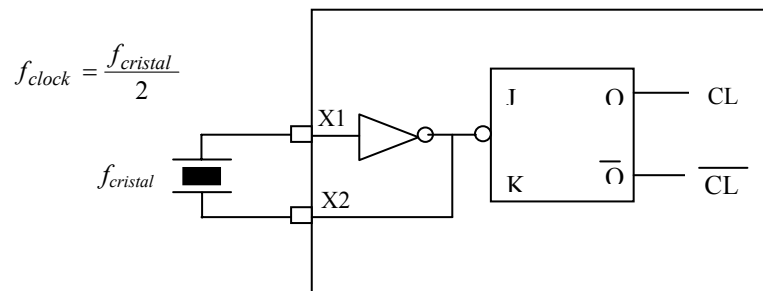 f_clock = f_cristal / 2
X1
J Q CL
f_cristal
K Q̅ C̅L̅
X2